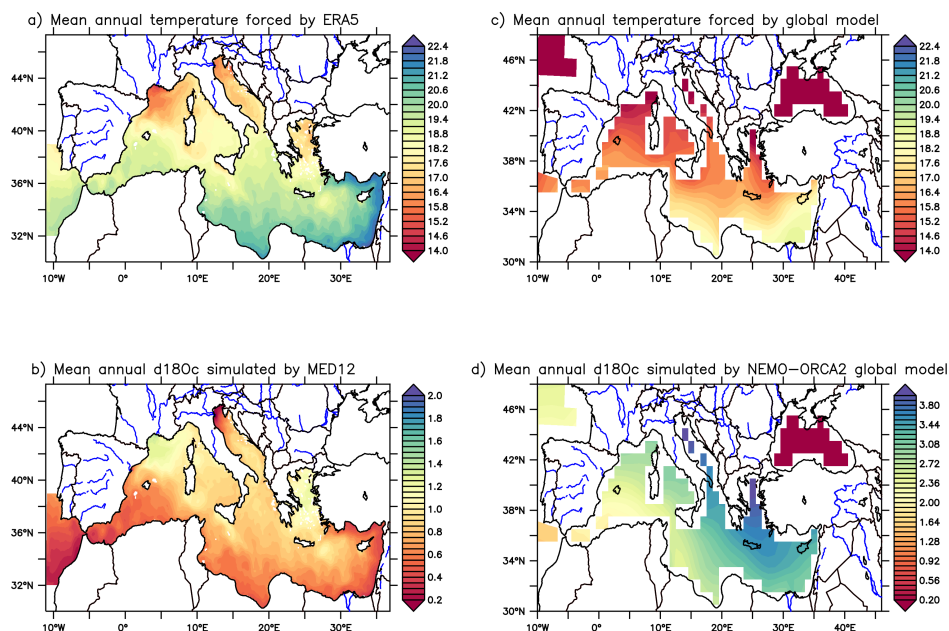 a) Mean annual temperature forced by ERA5
44°N
40°N
36°N
32°N
10°W 0° 10°E 20°E 30°E
22.4
21.8
21.2
20.6
20.0
19.4
18.8
18.2
17.6
17.0
16.4
15.8
15.2
14.6
14.0
c) Mean annual temperature forced by global model
46°N
42°N
38°N
34°N
30°N
10°W 0° 10°E 20°E 30°E 40°E
22.4
21.8
21.2
20.6
20.0
19.4
18.8
18.2
17.6
17.0
16.4
15.8
15.2
14.6
14.0
b) Mean annual d18Oc simulated by MED12
44°N
40°N
36°N
32°N
10°W 0° 10°E 20°E 30°E
2.0
1.8
1.6
1.4
1.2
1.0
0.8
0.6
0.4
0.2
d) Mean annual d18Oc simulated by NEMO-ORCA2 global model
46°N
42°N
38°N
34°N
30°N
10°W 0° 10°E 20°E 30°E 40°E
3.80
3.44
3.08
2.72
2.36
2.00
1.64
1.28
0.92
0.56
0.20